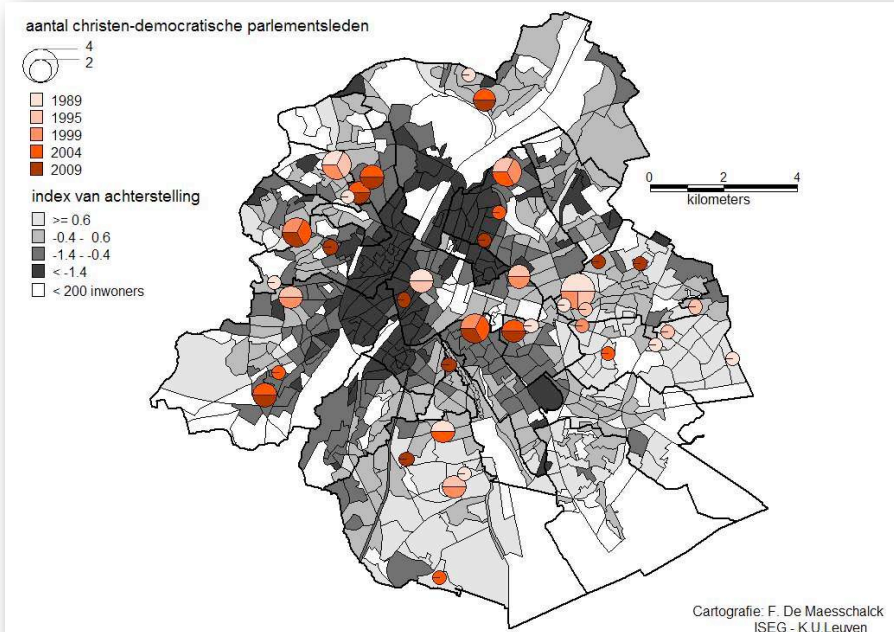 aantal christen-democratische parlementsleden
4
2
1989
1995
1999
2004
2009
index van achterstelling
>= 0.6
-0.4 - 0.6
-1.4 - -0.4
< -1.4
< 200 inwoners
0 2 4
kilometers
Cartografie: F. De Maesschalck
ISEG - K.U.Leuven